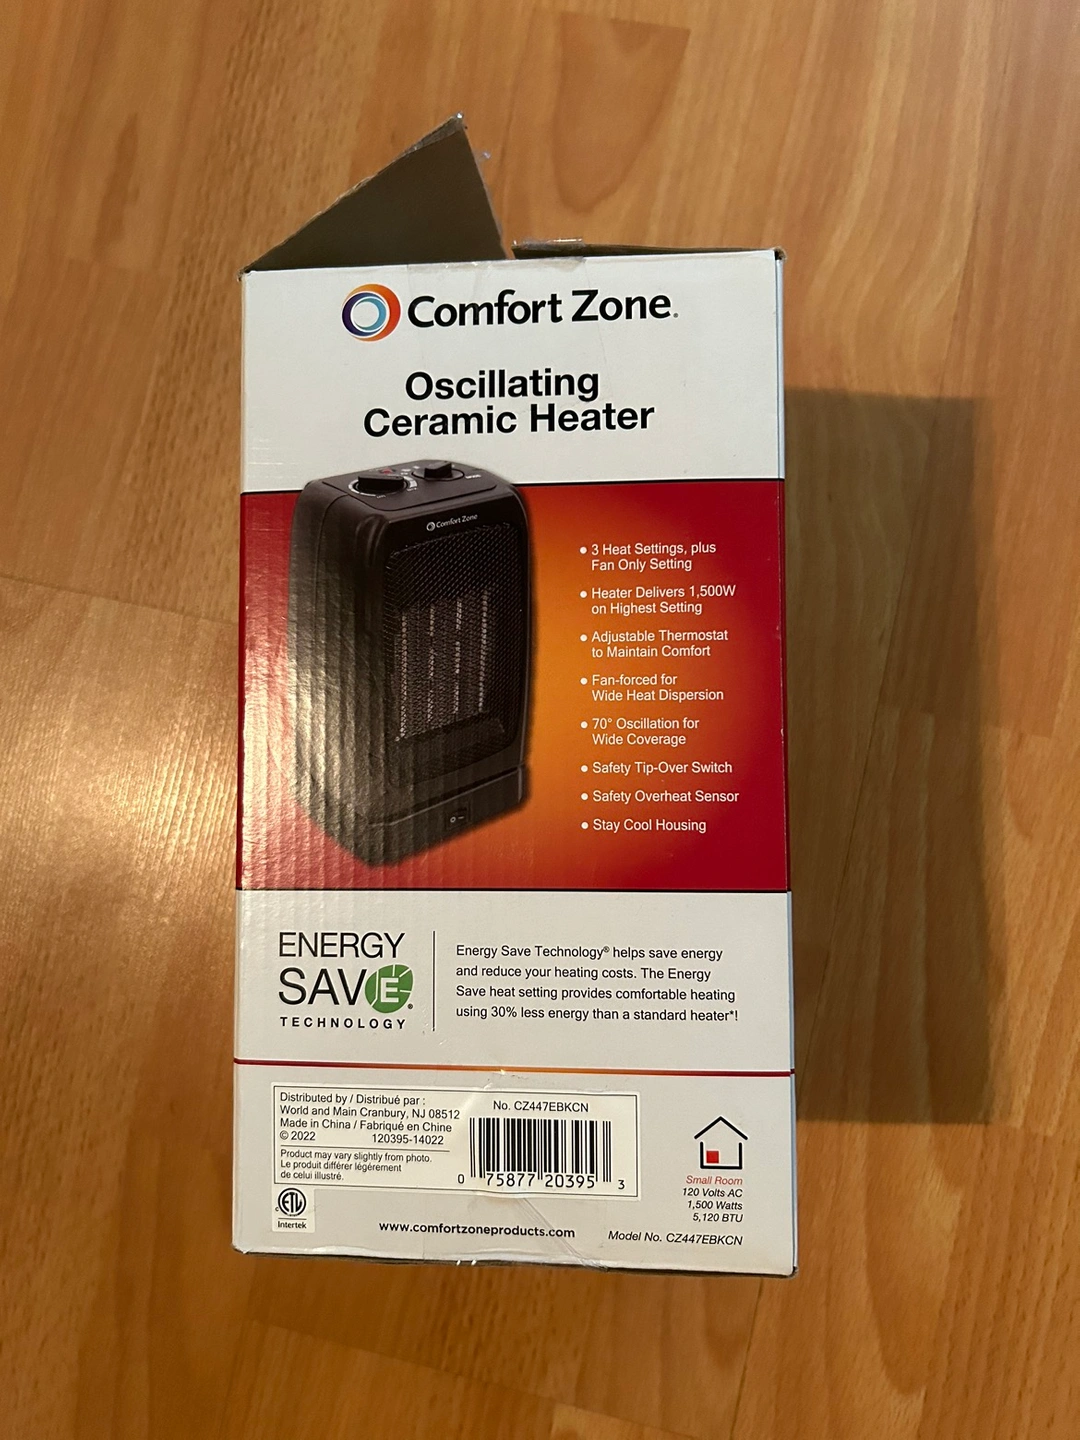 Comfort Zone.
Oscillating
Ceramic Heater
Comfort Zone
• 3 Heat Settings, plus
Fan Only Setting
• Heater Delivers 1,500W
on Highest Setting
• Adjustable Thermostat
to Maintain Comfort
• Fan-forced for
Wide Heat Dispersion
• 70° Oscillation for
Wide Coverage
• Safety Tip-Over Switch
• Safety Overheat Sensor
• Stay Cool Housing
ENERGY
SAVE®
TECHNOLOGY
Energy Save Technology® helps save energy
and reduce your heating costs. The Energy
Save heat setting provides comfortable heating
using 30% less energy than a standard heater*!
Distributed by / Distribué par :
World and Main Cranbury, NJ 08512
Made in China / Fabriqué en Chine
© 2022 120395-14022
Product may vary slightly from photo.
Le produit différer légèrement
de celui illustré.
No. CZ447EBKCN
0 75877 20395 3
ETL
Intertek
www.comfortzoneproducts.com
Small Room
120 Volts AC
1,500 Watts
5,120 BTU
Model No. CZ447EBKCN